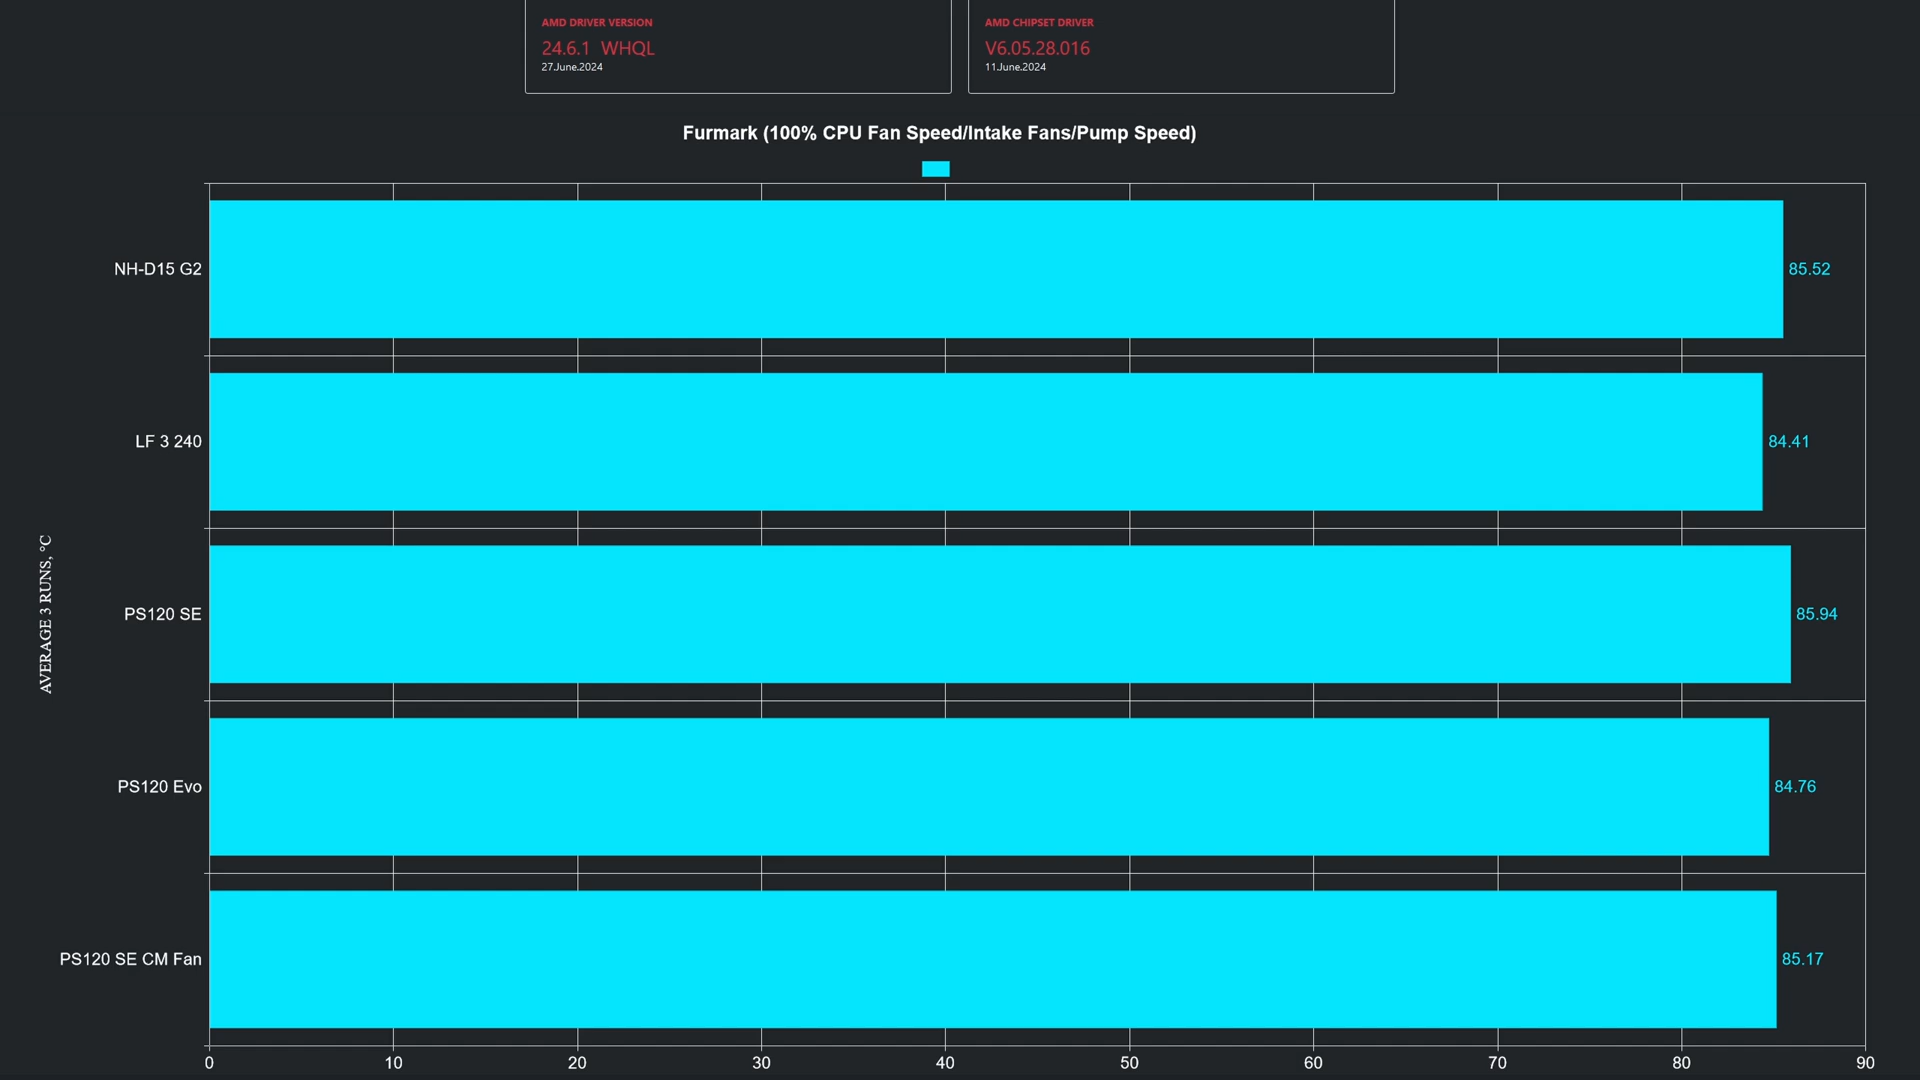 AMD DRIVER VERSION
24.6.1 WHQL
27.June.2024
AMD CHIPSET DRIVER
V6.05.28.016
11.June.2024
Furmark (100% CPU Fan Speed/Intake Fans/Pump Speed)
NH-D15 G2
85.52
LF 3 240
84.41
PS120 SE
85.94
PS120 Evo
84.76
PS120 SE CM Fan
85.17
AVERAGE 3 RUNS, °C
0 10 20 30 40 50 60 70 80 90